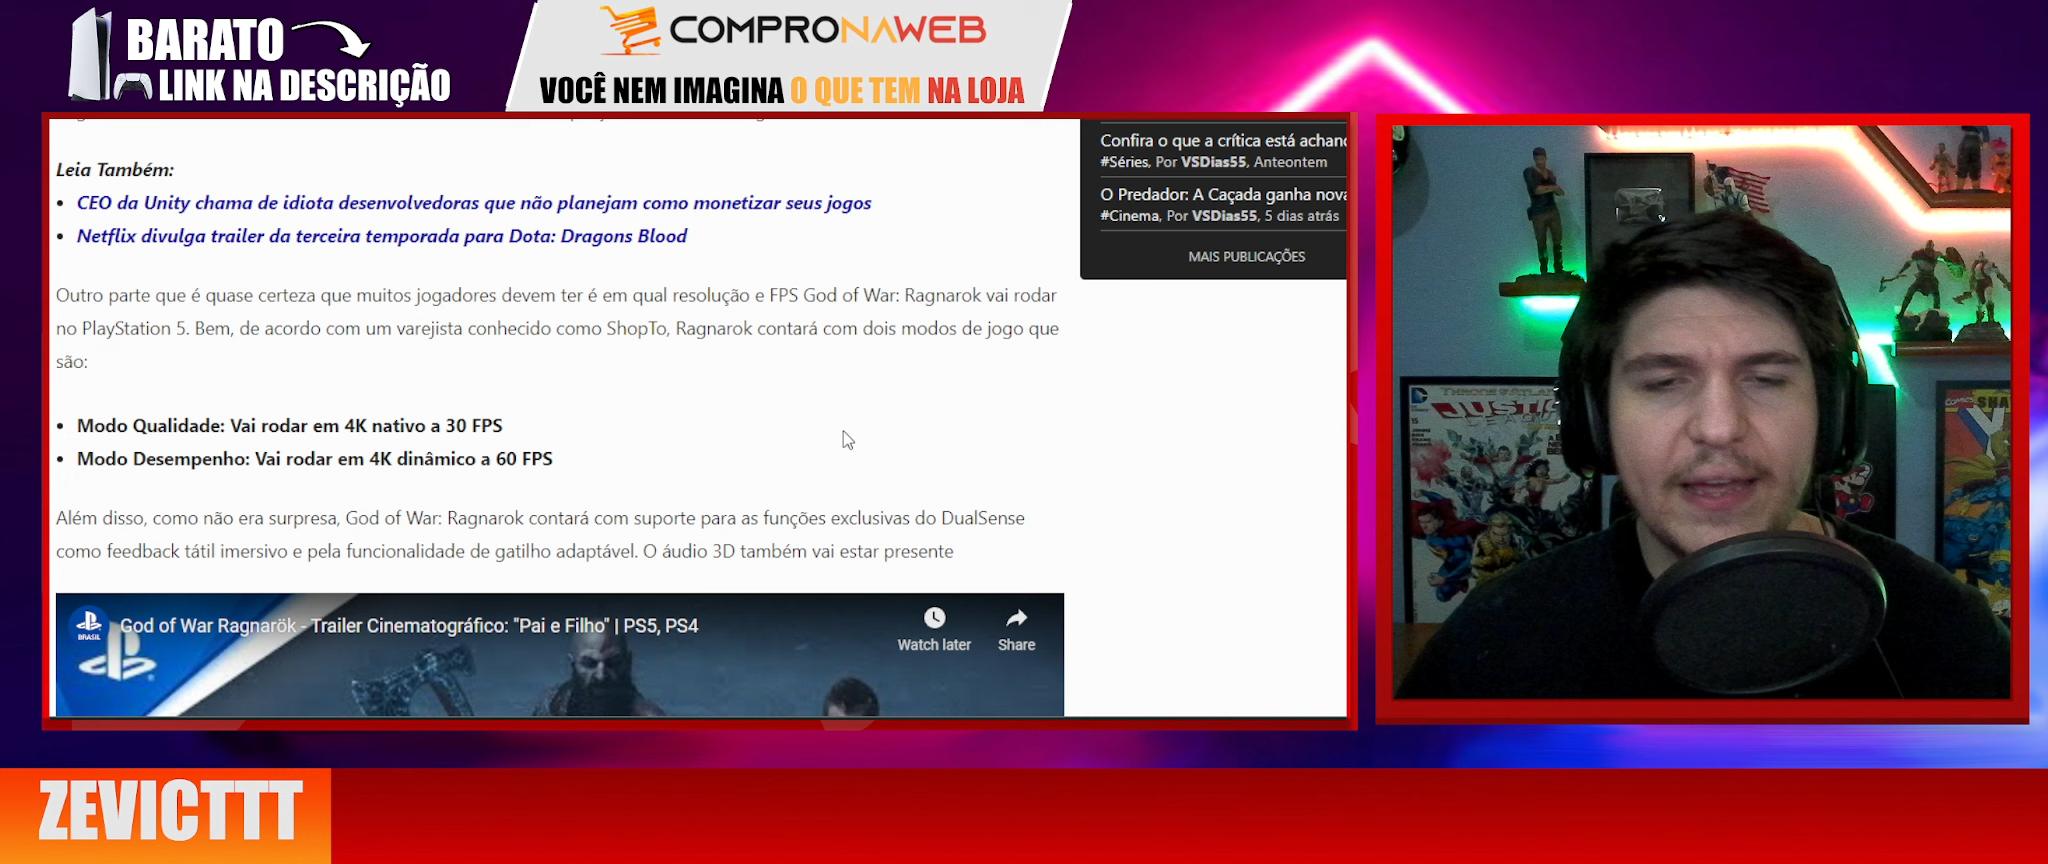 BARATO
LINK NA DESCRIÇÃO
COMPRONAWEB
VOCÊ NEM IMAGINA O QUE TEM NA LOJA
Leia Também:
• CEO da Unity chama de idiota desenvolvedoras que não planejam como monetizar seus jogos
• Netflix divulga trailer da terceira temporada para Dota: Dragons Blood
Outro parte que é quase certeza que muitos jogadores devem ter é em qual resolução e FPS God of War: Ragnarok vai rodar
no PlayStation 5. Bem, de acordo com um varejista conhecido como ShopTo, Ragnarok contará com dois modos de jogo que
são:
• Modo Qualidade: Vai rodar em 4K nativo a 30 FPS
• Modo Desempenho: Vai rodar em 4K dinâmico a 60 FPS
Além disso, como não era surpresa, God of War: Ragnarok contará com suporte para as funções exclusivas do DualSense
como feedback tátil imersivo e pela funcionalidade de gatilho adaptável. O áudio 3D também vai estar presente
BRASIL
God of War Ragnarök - Trailer Cinematográfico: "Pai e Filho" | PS5, PS4
Watch later
Share
Confira o que a crítica está achan
#Séries, Por VSDias55, Anteontem
O Predador: A Caçada ganha nova
#Cinema, Por VSDias55, 5 dias atrás
MAIS PUBLICAÇÕES
THRONE OF ATLAN
JUSTI
COMICS SHA
ZEVICTTT